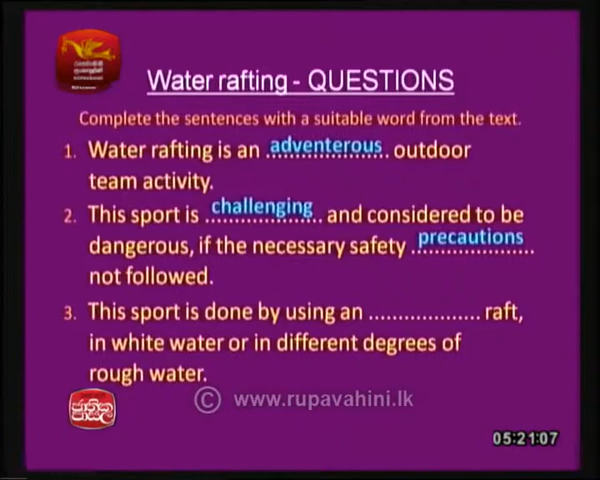 Water rafting - QUESTIONS
Complete the sentences with a suitable word from the text.
1. Water rafting is an adventerous outdoor
team activity.
2. This sport is challenging and considered to be
dangerous, if the necessary safety precautions
not followed.
3. This sport is done by using an ................... raft,
in white water or in different degrees of
rough water.
ජාතික
පාසල
© www.rupavahini.lk
05:21:07